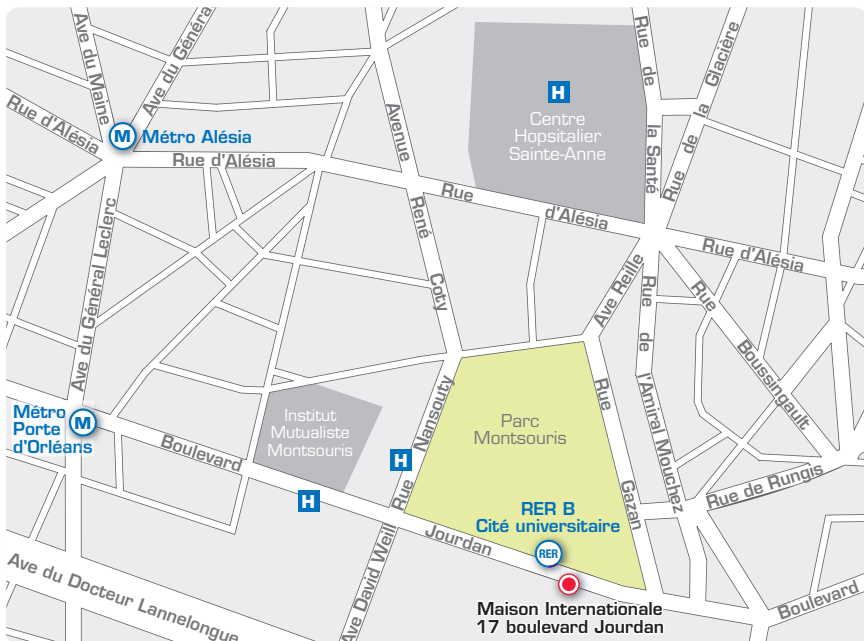 Ave du Maine
Ave du Général
Rue d'Alésia
M
Métro Alésia
Rue d'Alésia
Avenue
René
Coty
H
Centre
Hopsitalier
Sainte-Anne
Rue de la Santé
Rue de la Glacière
Rue
d'Alésia
Rue d'Alésia
Ave du Général Leclerc
Ave Reille
Rue de l'Amiral Mouchez
Rue Boussingault
Métro
Porte
d'Orléans
M
Boulevard
Institut
Mutualiste
Montsouris
H
H
Rue Nansouty
Parc
Montsouris
Rue
Gazan
Rue de Rungis
RER B
Cité universitaire
RER
Jourdan
Ave David Weill
Ave du Docteur Lannelongue
Maison Internationale
17 boulevard Jourdan
Boulevard